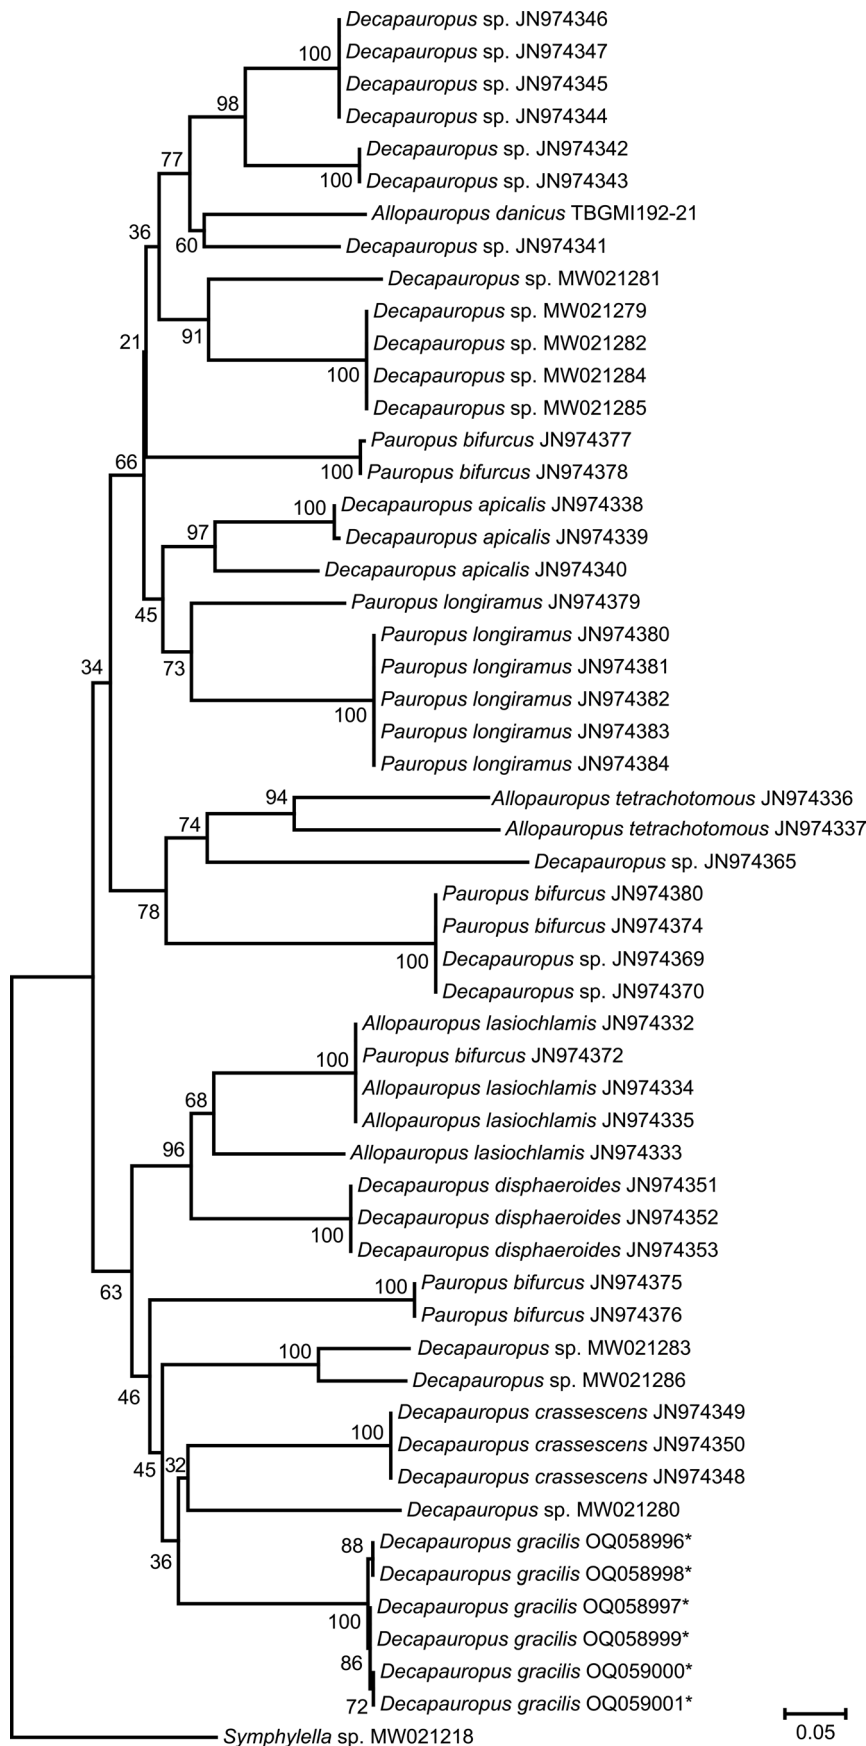 Decapauropus sp. JN974346
Decapauropus sp. JN974347
100
Decapauropus sp. JN974345
98
Decapauropus sp. JN974344
Decapauropus sp. JN974342
77
100
Decapauropus sp. JN974343
Allopauropus danicus TBGMI192-21
36
60
Decapauropus sp. JN974341
Decapauropus sp. MW021281
Decapauropus sp. MW021279
91
21
Decapauropus sp. MW021282
100
Decapauropus sp. MW021284
Decapauropus sp. MW021285
Pauropus bifurcus JN974377
66
100
Pauropus bifurcus JN974378
100
Decapauropus apicalis JN974338
97
Decapauropus apicalis JN974339
Decapauropus apicalis JN974340
45
Pauropus longiramus JN974379
Pauropus longiramus JN974380
34
73
Pauropus longiramus JN974381
Pauropus longiramus JN974382
100
Pauropus longiramus JN974383
Pauropus longiramus JN974384
94
Allopauropus tetrachotomous JN974336
74
Allopauropus tetrachotomous JN974337
Decapauropus sp. JN974365
Pauropus bifurcus JN974380
78
Pauropus bifurcus JN974374
100
Decapauropus sp. JN974369
Decapauropus sp. JN974370
Allopauropus lasiochlamis JN974332
100
Pauropus bifurcus JN974372
68
Allopauropus lasiochlamis JN974334
Allopauropus lasiochlamis JN974335
96
Allopauropus lasiochlamis JN974333
Decapauropus disphaeroides JN974351
Decapauropus disphaeroides JN974352
100
Decapauropus disphaeroides JN974353
63
100
Pauropus bifurcus JN974375
Pauropus bifurcus JN974376
100
Decapauropus sp. MW021283
46
Decapauropus sp. MW021286
Decapauropus crassescens JN974349
100
Decapauropus crassescens JN974350
45
32
Decapauropus crassescens JN974348
Decapauropus sp. MW021280
36
88
Decapauropus gracilis OQ058996*
Decapauropus gracilis OQ058998*
100
Decapauropus gracilis OQ058997*
Decapauropus gracilis OQ058999*
86
Decapauropus gracilis OQ059000*
72
Decapauropus gracilis OQ059001*
0.05
Symphylella sp. MW021218